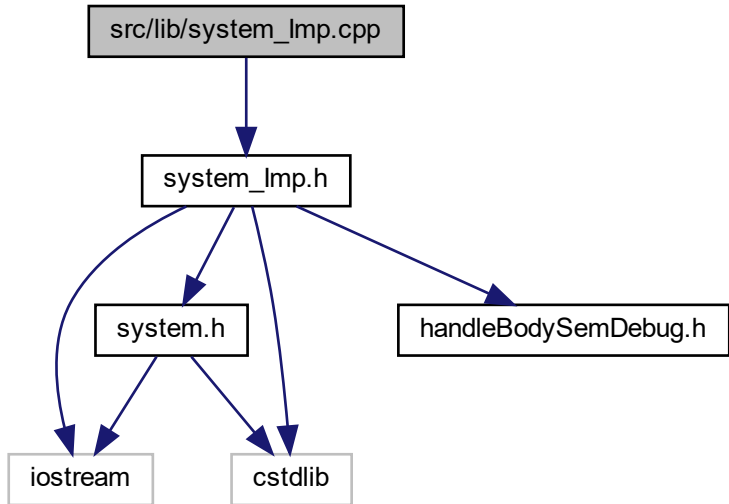 src/lib/system_Imp.cpp
system_Imp.h
system.h
handleBodySemDebug.h
iostream
cstdlib